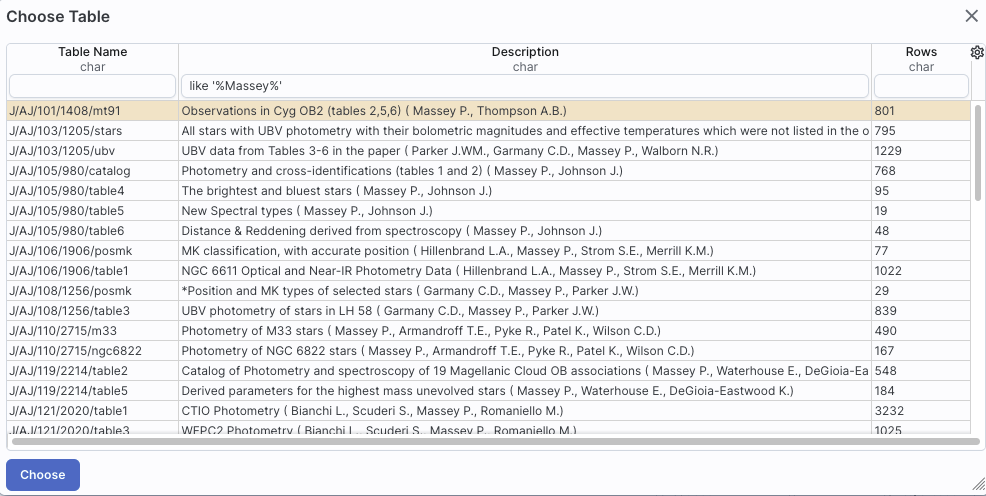 Choose Table
Table Name Description Rows
char char char
like '%Massey%'
J/AJ/101/1408/mt91 Observations in Cyg OB2 (tables 2,5,6) ( Massey P., Thompson A.B.) 801
J/AJ/103/1205/stars All stars with UBV photometry with their bolometric magnitudes and effective temperatures which were not listed in the o 795
J/AJ/103/1205/ubv UBV data from Tables 3-6 in the paper ( Parker J.WM., Garmany C.D., Massey P., Walborn N.R.) 1229
J/AJ/105/980/catalog Photometry and cross-identifications (tables 1 and 2) ( Massey P., Johnson J.) 768
J/AJ/105/980/table4 The brightest and bluest stars ( Massey P., Johnson J.) 95
J/AJ/105/980/table5 New Spectral types ( Massey P., Johnson J.) 19
J/AJ/105/980/table6 Distance & Reddening derived from spectroscopy ( Massey P., Johnson J.) 48
J/AJ/106/1906/posmk MK classification, with accurate position ( Hillenbrand L.A., Massey P., Strom S.E., Merrill K.M.) 77
J/AJ/106/1906/table1 NGC 6611 Optical and Near-IR Photometry Data ( Hillenbrand L.A., Massey P., Strom S.E., Merrill K.M.) 1022
J/AJ/108/1256/posmk *Position and MK types of selected stars ( Garmany C.D., Massey P., Parker J.W.) 29
J/AJ/108/1256/table3 UBV photometry of stars in LH 58 ( Garmany C.D., Massey P., Parker J.W.) 839
J/AJ/110/2715/m33 Photometry of M33 stars ( Massey P., Armandroff T.E., Pyke R., Patel K., Wilson C.D.) 490
J/AJ/110/2715/ngc6822 Photometry of NGC 6822 stars ( Massey P., Armandroff T.E., Pyke R., Patel K., Wilson C.D.) 167
J/AJ/119/2214/table2 Catalog of Photometry and spectroscopy of 19 Magellanic Cloud OB associations ( Massey P., Waterhouse E., DeGioia-Ea 548
J/AJ/119/2214/table5 Derived parameters for the highest mass unevolved stars ( Massey P., Waterhouse E., DeGioia-Eastwood K.) 184
J/AJ/121/2020/table1 CTIO Photometry ( Bianchi L., Scuderi S., Massey P., Romaniello M.) 3232
J/AJ/121/2020/table3 WFPC2 Photometry ( Bianchi L., Scuderi S., Massey P., Romaniello M.) 1025
Choose